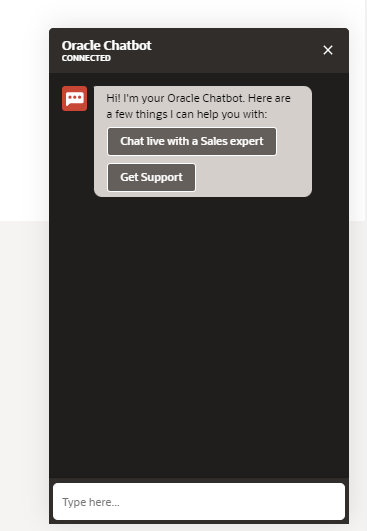 Oracle Chatbot
CONNECTED
Hi! I'm your Oracle Chatbot. Here are
a few things I can help you with:
Chat live with a Sales expert
Get Support
Type here...